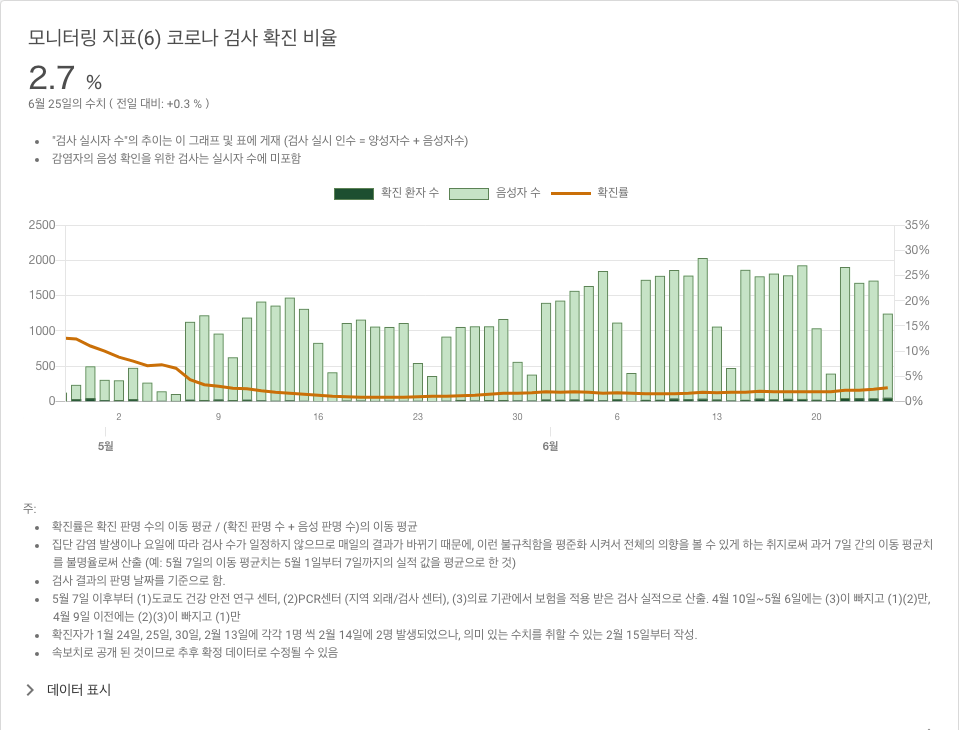 모니터링 지표(6) 코로나 검사 확진 비율
2.7 %
6월 25일의 수치 ( 전일 대비: +0.3 % )
"검사 실시자 수"의 추이는 이 그래프 및 표에 게재 (검사 실시 인수 = 양성자수 + 음성자수)
감염자의 음성 확인을 위한 검사는 실시자 수에 미포함
확진 환자 수 음성자 수 확진률
2500 35%
30%
2000
25%
1500 20%
15%
1000
10%
500
5%
0 0%
2 9 16 23 30 6 13 20
5월 6월
주:
확진률은 확진 판명 수의 이동 평균 / (확진 판명 수 + 음성 판명 수)의 이동 평균
집단 감염 발생이나 요일에 따라 검사 수가 일정하지 않으므로 매일의 결과가 바뀌기 때문에, 이런 불규칙함을 평준화 시켜서 전체의 의향을 볼 수 있게 하는 취지로써 과거 7일 간의 이동 평균치
를 불명율로써 산출 (예: 5월 7일의 이동 평균치는 5월 1일부터 7일까지의 실적 값을 평균으로 한 것)
검사 결과의 판명 날짜를 기준으로 함.
5월 7일 이후부터 (1)도쿄도 건강 안전 연구 센터, (2)PCR센터 (지역 외래/검사 센터), (3)의료 기관에서 보험을 적용 받은 검사 실적으로 산출. 4월 10일~5월 6일에는 (3)이 빠지고 (1)(2)만,
4월 9일 이전에는 (2)(3)이 빠지고 (1)만
확진자가 1월 24일, 25일, 30일, 2월 13일에 각각 1명 씩 2월 14일에 2명 발생되었으나, 의미 있는 수치를 취할 수 있는 2월 15일부터 작성.
속보치로 공개 된 것이므로 추후 확정 데이터로 수정될 수 있음
데이터 표시